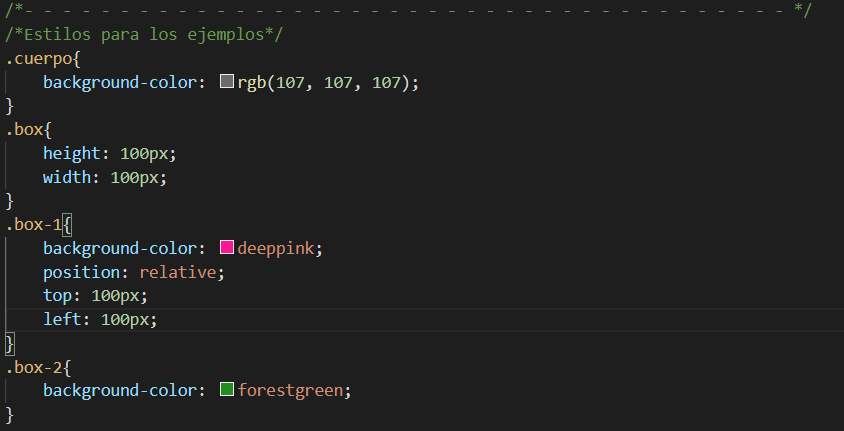 /*- - - - - - - - - - - - - - - - - - - - - - - - - - - - - - - - - - - - - - - - */
/*Estilos para los ejemplos*/
.cuerpo{
    background-color: rgb(107, 107, 107);
}
.box{
    height: 100px;
    width: 100px;
}
.box-1{
    background-color: deeppink;
    position: relative;
    top: 100px;
    left: 100px;
}
.box-2{
    background-color: forestgreen;
}